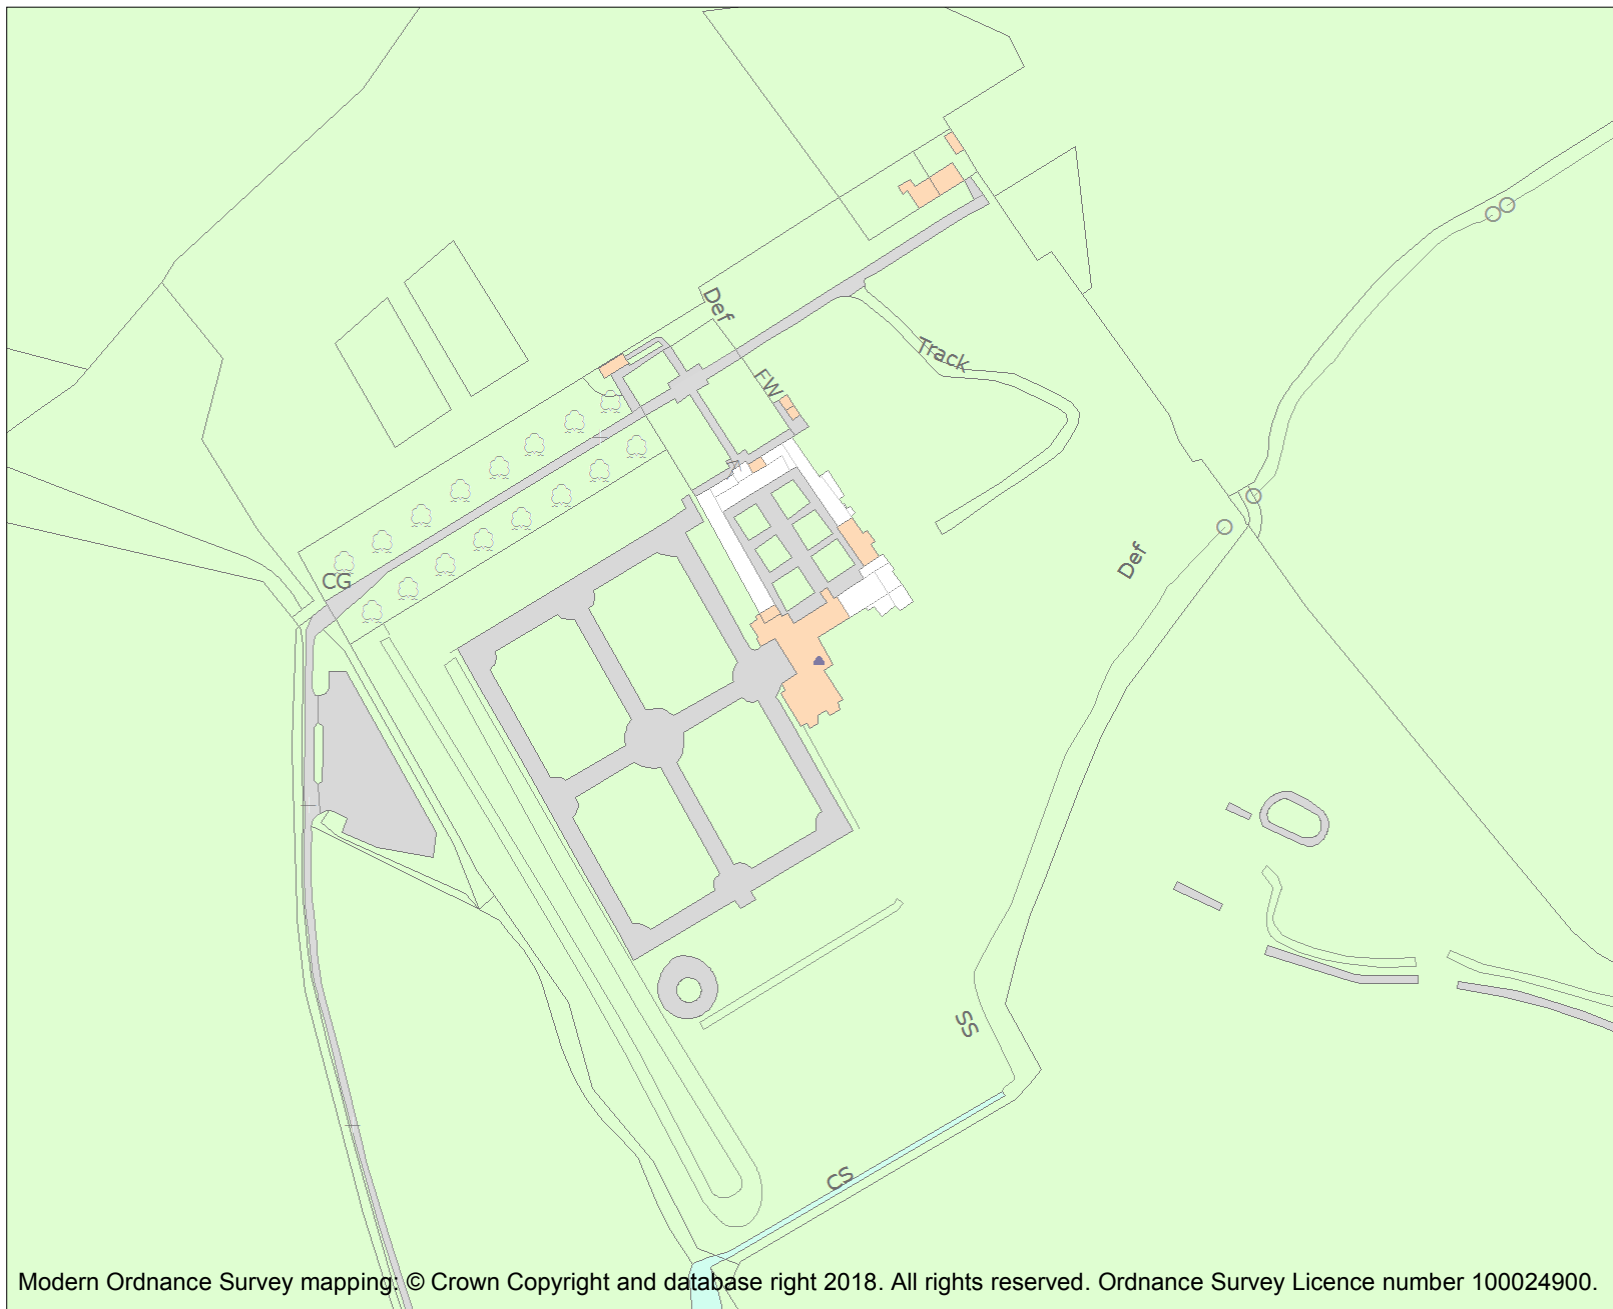 Def
Track
FW
CG
Def
SS
CS
Modern Ordnance Survey mapping: © Crown Copyright and database right 2018. All rights reserved. Ordnance Survey Licence number 100024900.